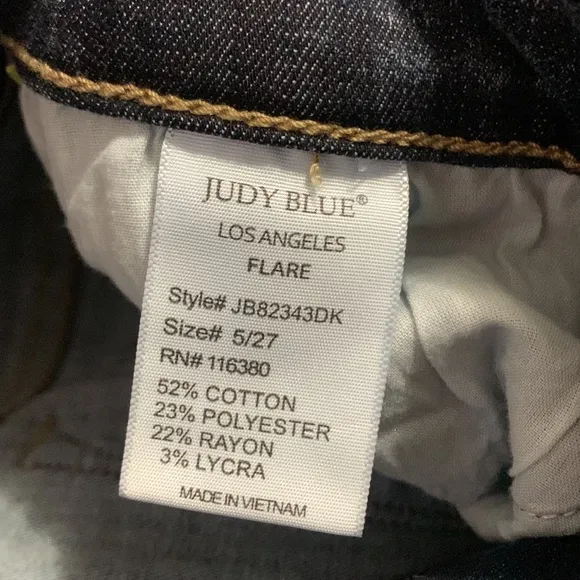 JUDY BLUE®
LOS ANGELES
FLARE
Style# JB82343DK
Size# 5/27
RN# 116380
52% COTTON
23% POLYESTER
22% RAYON
3% LYCRA
MADE IN VIETNAM